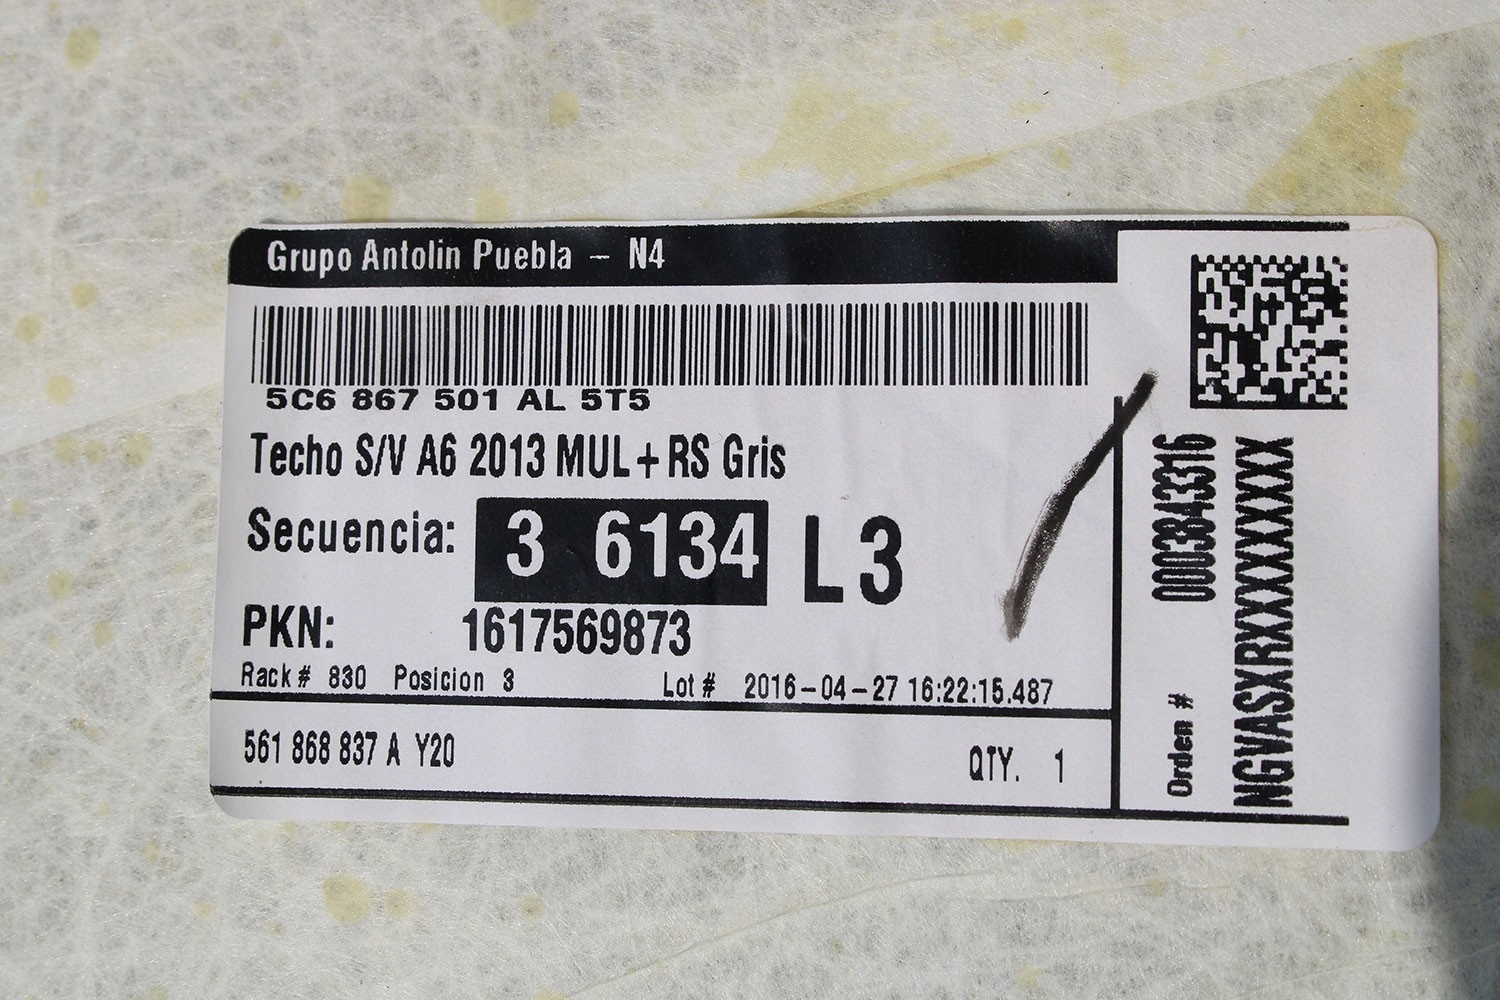 Grupo Antolin Puebla - N4
5C6 867 501 AL 5T5
Techo S/V A6 2013 MUL+RS Gris
Secuencia: 3 6134 L3
PKN: 1617569873
Rack# 830 Posicion 3 Lot# 2016-04-27 16:22:15.487
561 868 837 A Y20 QTY. 1
Orden # 0003843316
NGVASXRXXXXXXXXX